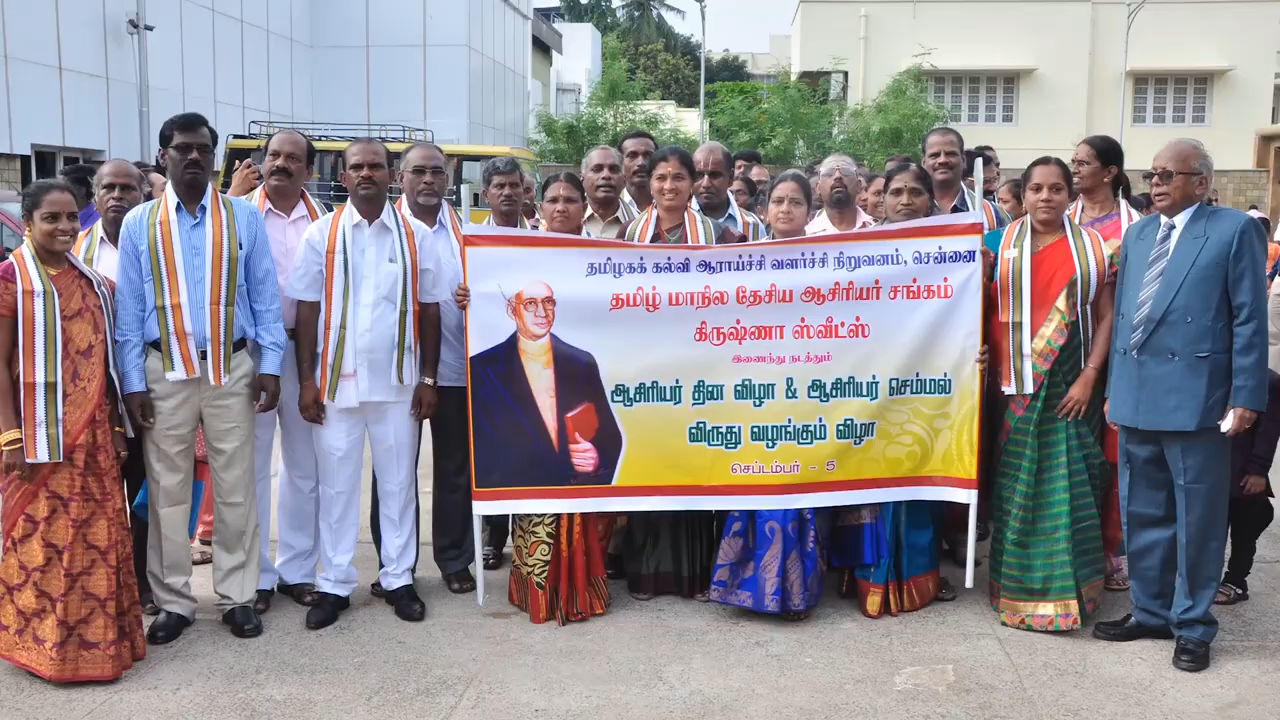 தமிழகக் கல்வி ஆராய்ச்சி வளர்ச்சி நிறுவனம், சென்னை
தமிழ் மாநில தேசிய ஆசிரியர் சங்கம்
கிருஷ்ணா ஸ்வீட்ஸ்
இணைந்து நடத்தும்
ஆசிரியர் தின விழா & ஆசிரியர் செம்மல்
விருது வழங்கும் விழா
செப்டம்பர் - 5